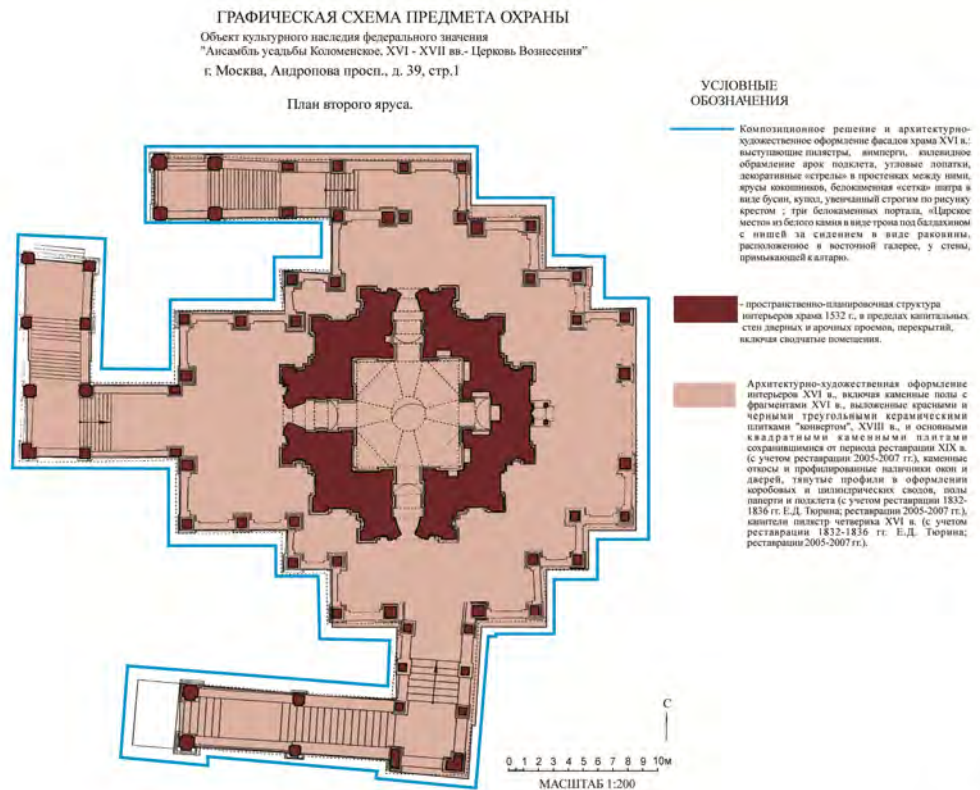 ГРАФИЧЕСКАЯ СХЕМА ПРЕДМЕТА ОХРАНЫ
Объект культурного наследия федерального значения
"Ансамбль усадьбы Коломенское, XVI - XVII вв.- Церковь Вознесения”
г. Москва, Андропова просп., д. 39, стр.1
План второго яруса.
УСЛОВНЫЕ
ОБОЗНАЧЕНИЯ
Композиционное решение и архитектурно-
художественное оформление фасадов храма XVI в.:
выступающие пилястры, вимперги, килевидное
обрамление арок подклета, угловые лопатки,
декоративные «стрелы» в простенках между ними,
ярусы кокошников, белокаменная «сетка» шатра в
виде бусин, купол, увенчанный строгим по рисунку
крестом ; три белокаменных портала, «Царское
место» из белого камня в виде трона под балдахином
с нишей за сидением в виде раковины,
расположенное в восточной галерее, у стены,
примыкающей к алтарю.
- пространственно-планировочная структура
интерьеров храма 1532 г., в пределах капитальных
стен дверных и арочных проемов, перекрытий,
включая сводчатые помещения.
Архитектурно-художественная оформление
интерьеров XVI в., включая каменные полы с
фрагментами XVI в., выложенные красными и
черными треугольными керамическими
плитками "конвертом", XVIII в., и основными
квадратными каменными плитами
сохранившимися от периода реставрации XIX в.
(с учетом реставрации 2005-2007 гг.), каменные
откосы и профилированные наличники окон и
дверей, тянутые профили в оформлении
коробовых и цилиндрических сводов, полы
паперти и подклета (с учетом реставрации 1832-
1836 гг. Е.Д. Тюрина; реставрации 2005-2007 гг.),
капители пилястр четверика XVI в. (с учетом
реставрации 1832-1836 гг. Е.Д. Тюрина;
реставрации 2005-2007 гг.).
С
0 1 2 3 4 5 6 7 8 9 10м
МАСШТАБ 1:200